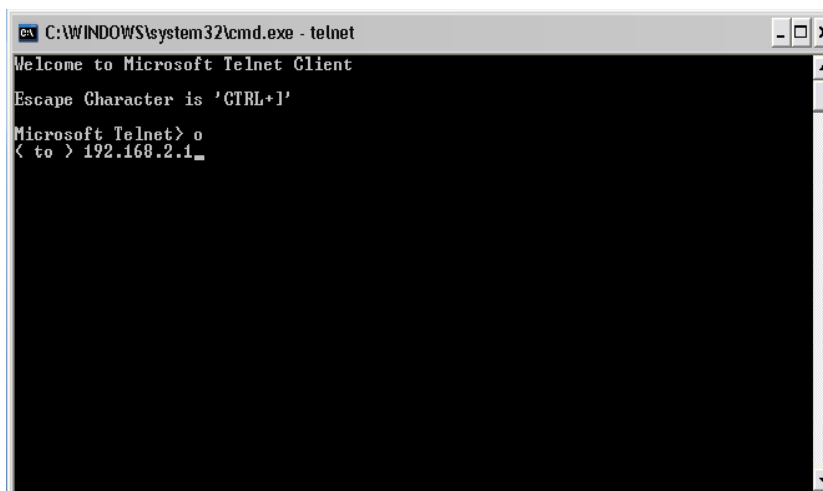 C:\WINDOWS\system32\cmd.exe - telnet
Welcome to Microsoft Telnet Client
Escape Character is 'CTRL+]'
Microsoft Telnet> o
( to ) 192.168.2.1_